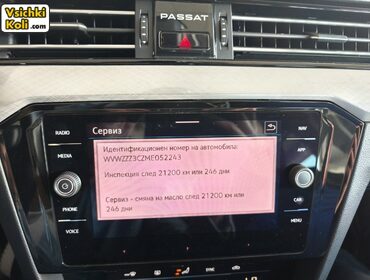 Vsichki
Koli .com
PASSAT
RADIO
Сервиз
NAV
Идентификационен номер на автомобила:
WVWZZZ3CZME052243
MEDIA
APP
Инспекция след 21200 км или 246 дни
Сервиз - смяна на масло след 21200 км или
246 дни
PHONE
CAR
VOICE
MENU
SYNC